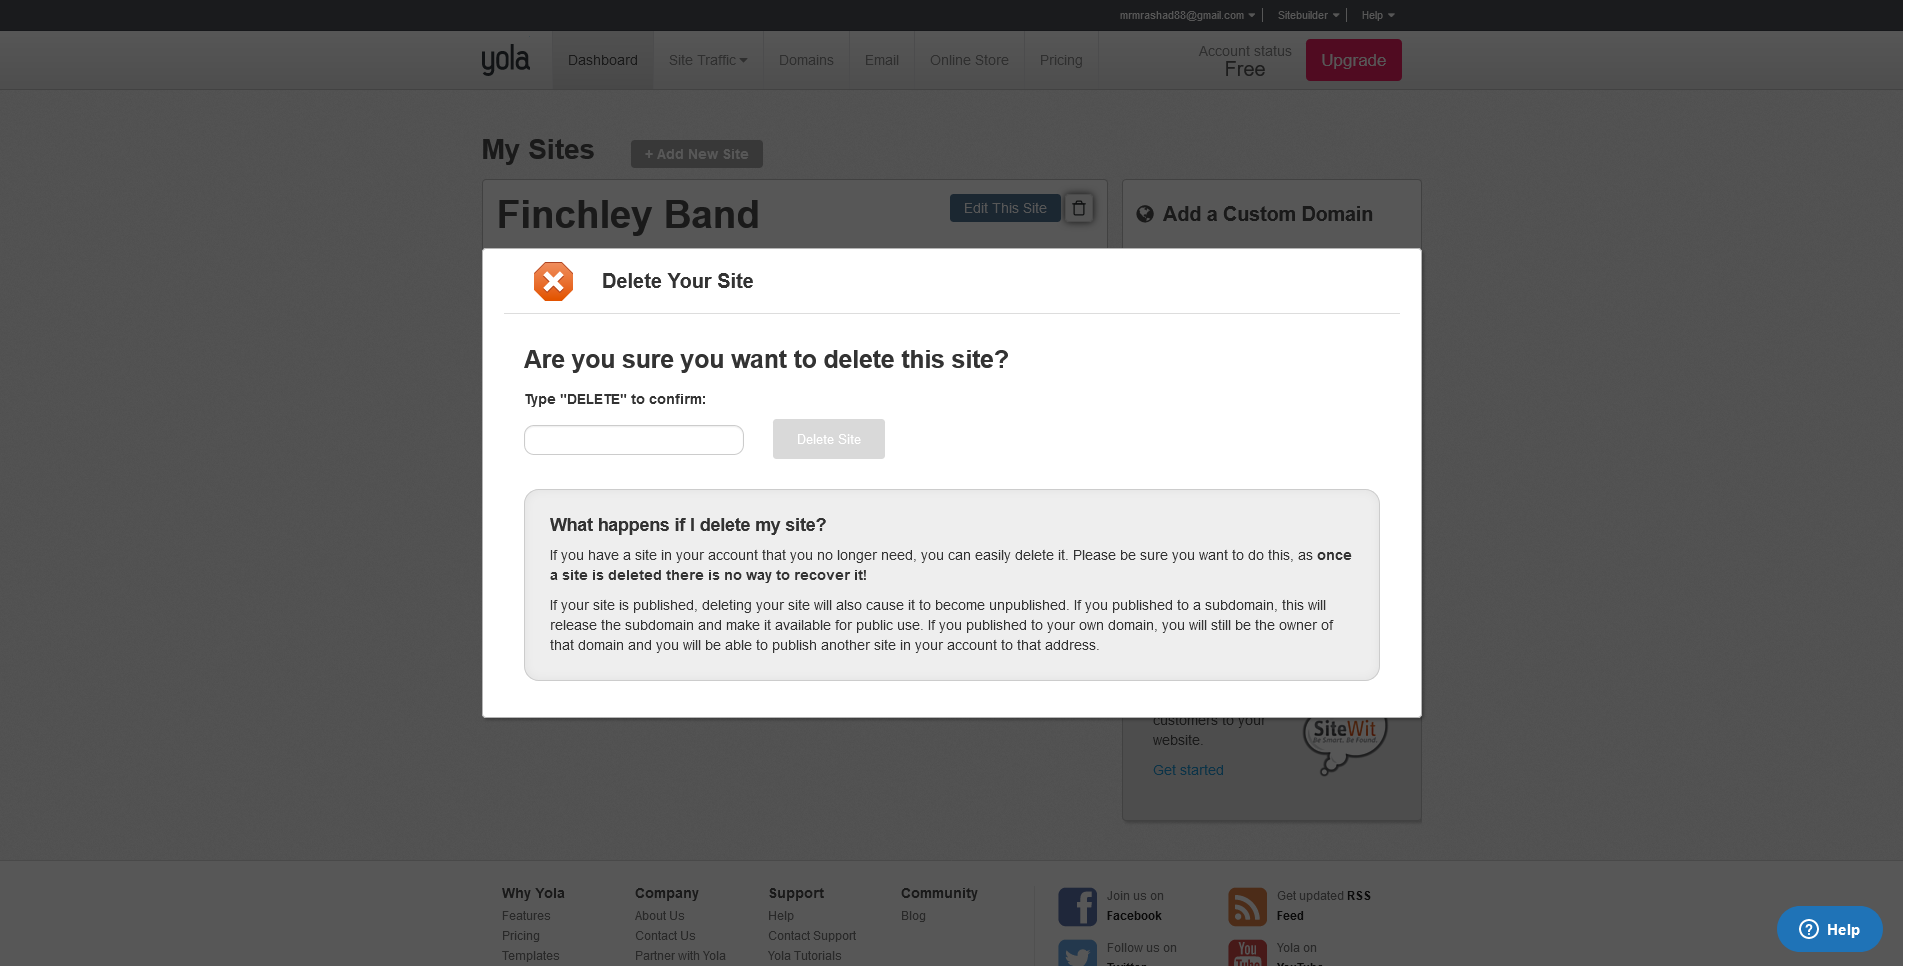 mrmrashad88@gmail.com
Sitebuilder
Help
yola
Dashboard
Site Traffic
Domains
Email
Online Store
Pricing
Account status
Free
Upgrade
My Sites
+ Add New Site
Finchley Band
Edit This Site
Add a Custom Domain
Delete Your Site
Are you sure you want to delete this site?
Type "DELETE" to confirm:
Delete Site
What happens if I delete my site?
If you have a site in your account that you no longer need, you can easily delete it. Please be sure you want to do this, as once
a site is deleted there is no way to recover it!
If your site is published, deleting your site will also cause it to become unpublished. If you published to a subdomain, this will
release the subdomain and make it available for public use. If you published to your own domain, you will still be the owner of
that domain and you will be able to publish another site in your account to that address.
customers to your
website.
Get started
SiteWit
Be Smart. Be Found.
Why Yola
Features
Pricing
Templates
Company
About Us
Contact Us
Partner with Yola
Support
Help
Contact Support
Yola Tutorials
Community
Blog
Join us on
Facebook
Follow us on
Twitter
Get updated RSS
Feed
You
Tube
Yola on
YouTube
Help